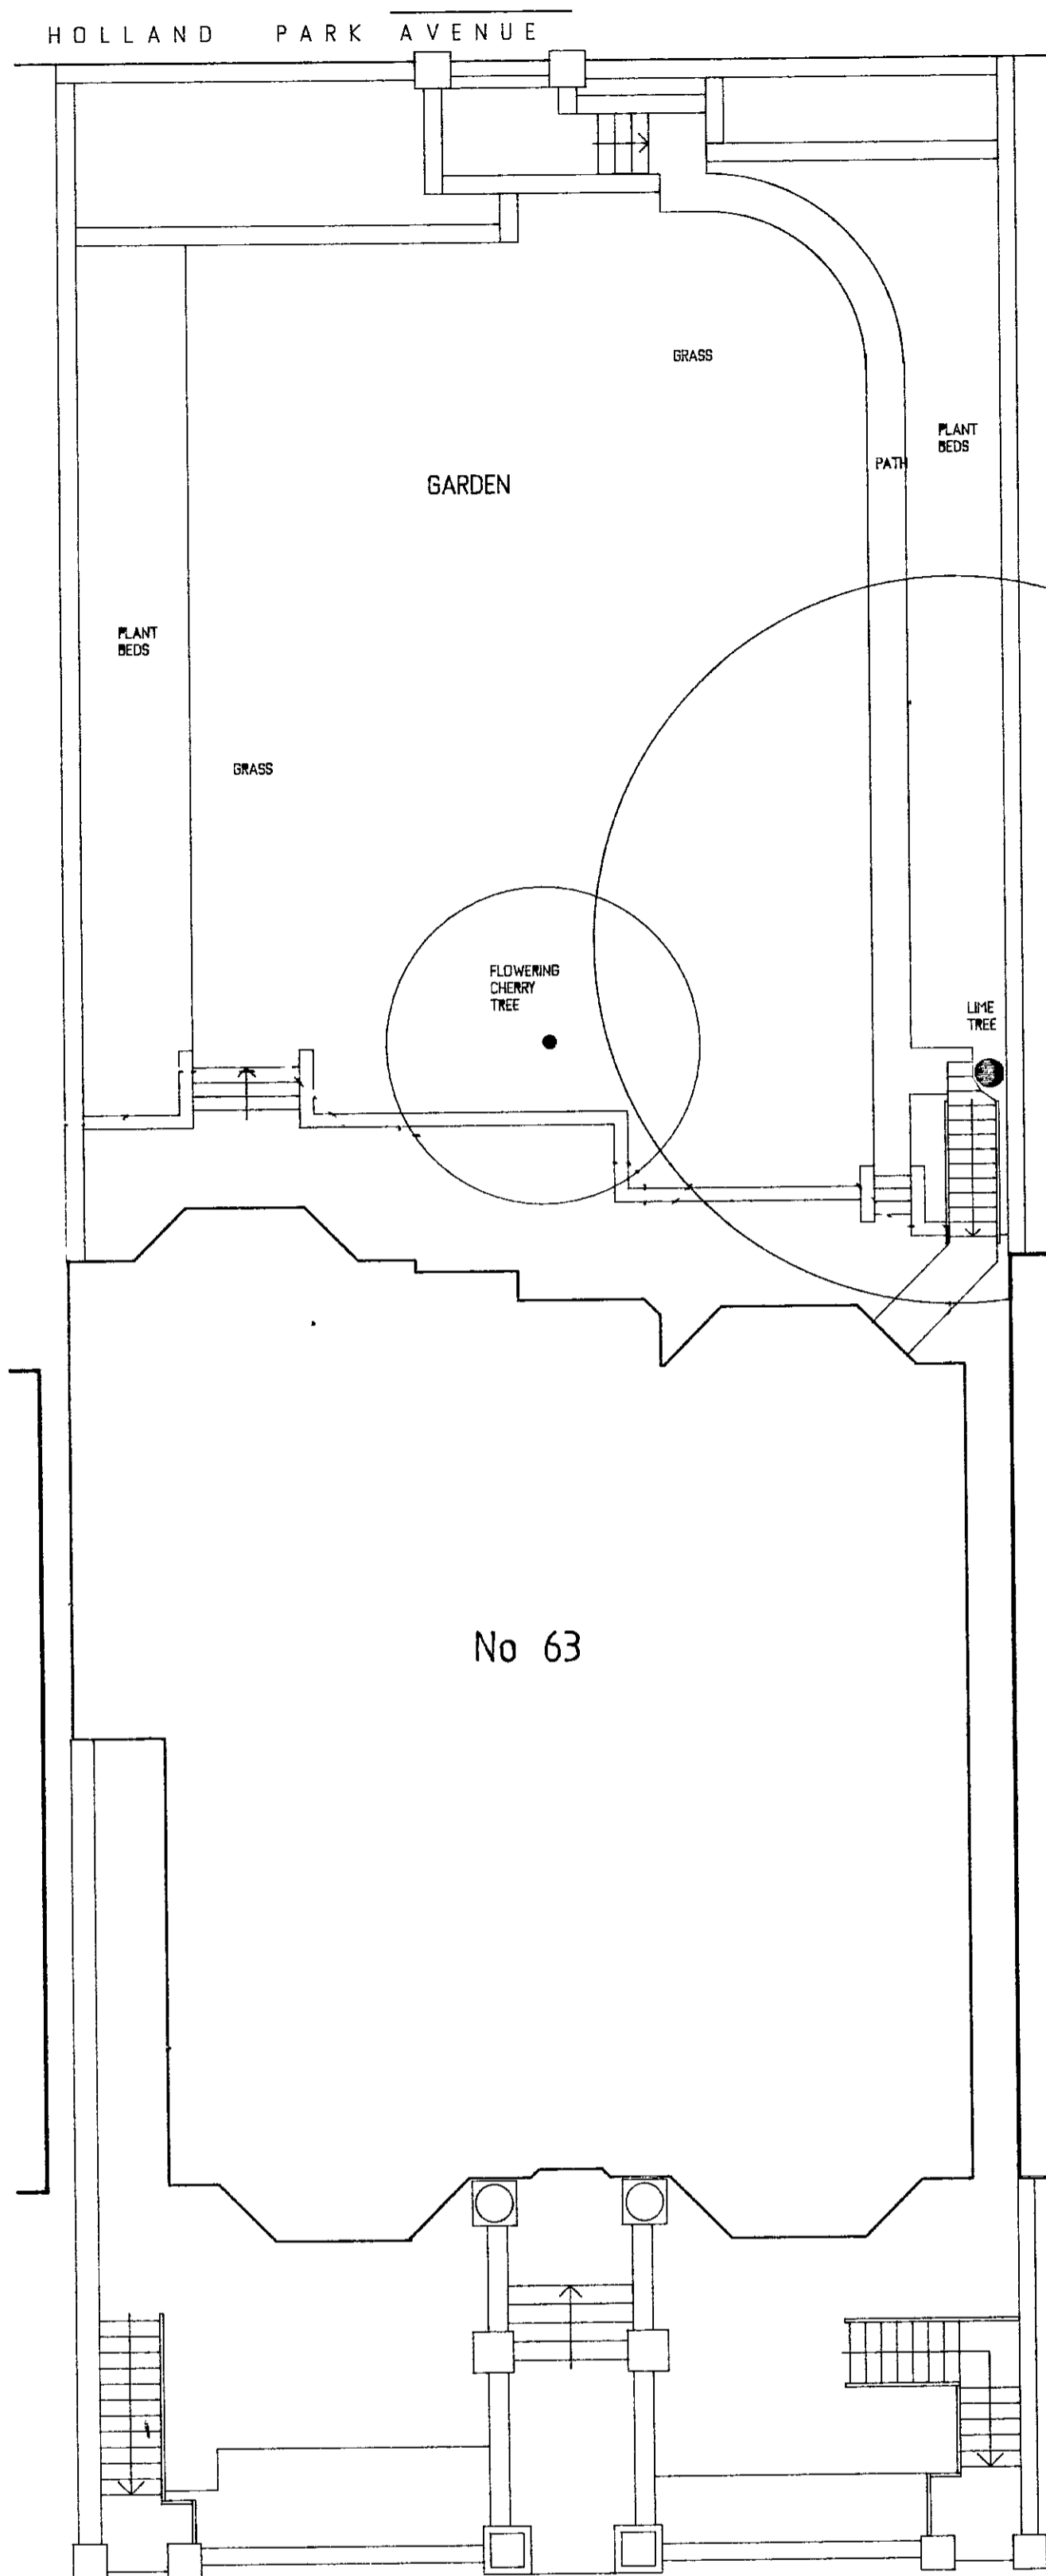 HOLLAND PARK AVENUE
GRASS
PLANT
BEDS
PATH
GARDEN
PLANT
BEDS
GRASS
FLOWERING
CHERRY
TREE
LIME
TREE
No 63